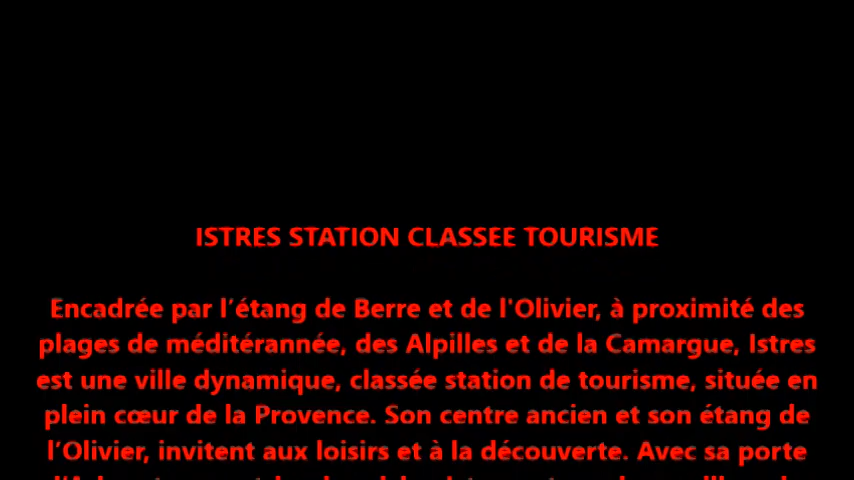 ISTRES STATION CLASSEE TOURISME
Encadrée par l’étang de Berre et de l'Olivier, à proximité des
plages de méditérannée, des Alpilles et de la Camargue, Istres
est une ville dynamique, classée station de tourisme, située en
plein cœur de la Provence. Son centre ancien et son étang de
l’Olivier, invitent aux loisirs et à la découverte. Avec sa porte